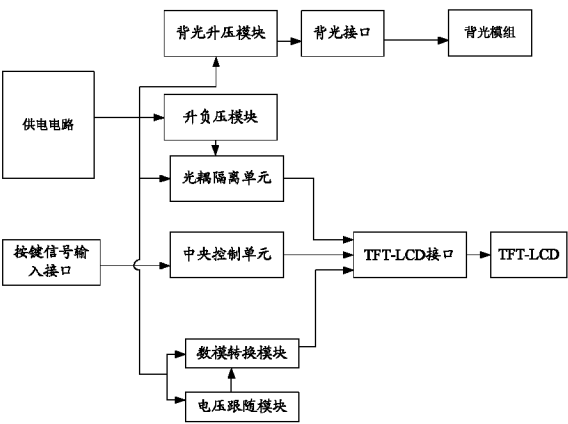 背光升压模块
背光接口
背光模组
供电电路
升负压模块
光耦隔离单元
按键信号输
入接口
中央控制单元
TFT-LCD接口
TFT-LCD
数模转换模块
电压跟随模块